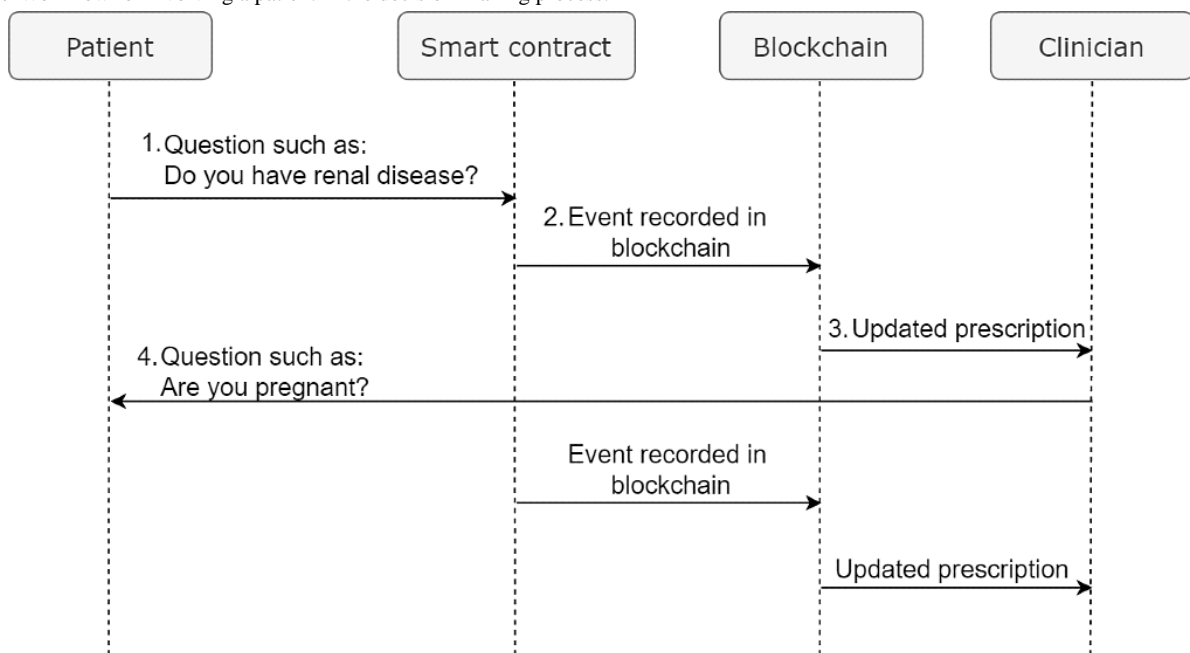 Patient
Smart contract
Blockchain
Clinician
1. Question such as:
Do you have renal disease?
2. Event recorded in
blockchain
3. Updated prescription
4. Question such as:
Are you pregnant?
Event recorded in
blockchain
Updated prescription